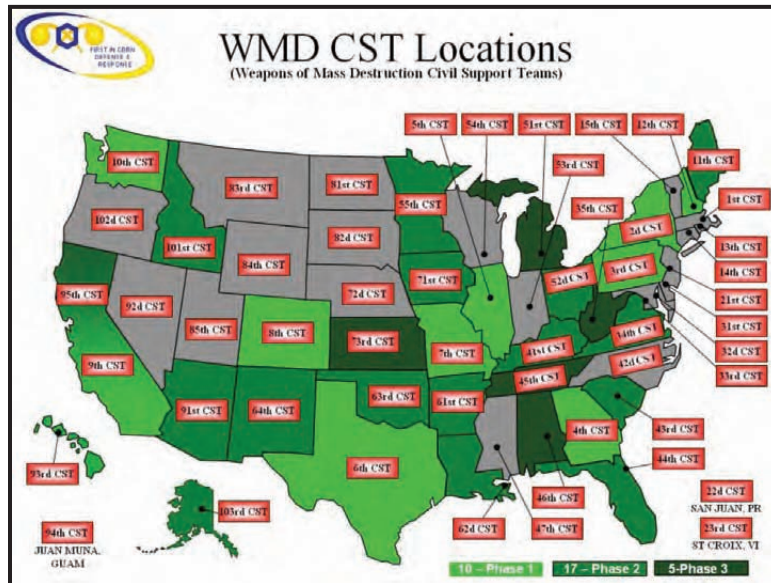 FIRST IN CBRN
DEFENSE &
RESPONSE
WMD CST Locations
(Weapons of Mass Destruction Civil Support Teams)
5th CST
54th CST
51st CST
15th CST
12th CST
10th CST
83rd CST
81st CST
55th CST
53rd CST
11th CST
35th CST
1st CST
102d CST
101st CST
82d CST
2d CST
84th CST
13th CST
3rd CST
14th CST
95th CST
92d CST
72d CST
71st CST
52d CST
21st CST
85th CST
8th CST
73rd CST
7th CST
41st CST
34th CST
31st CST
9th CST
42d CST
32d CST
45th CST
33rd CST
91st CST
64th CST
63rd CST
61st CST
4th CST
43rd CST
6th CST
44th CST
93rd CST
103rd CST
46th CST
22d CST
SAN JUAN, PR
94th CST
JUAN MUNA,
GUAM
62d CST
47th CST
23rd CST
ST CROIX, VI
10 – Phase 1
17 – Phase 2
5-Phase 3